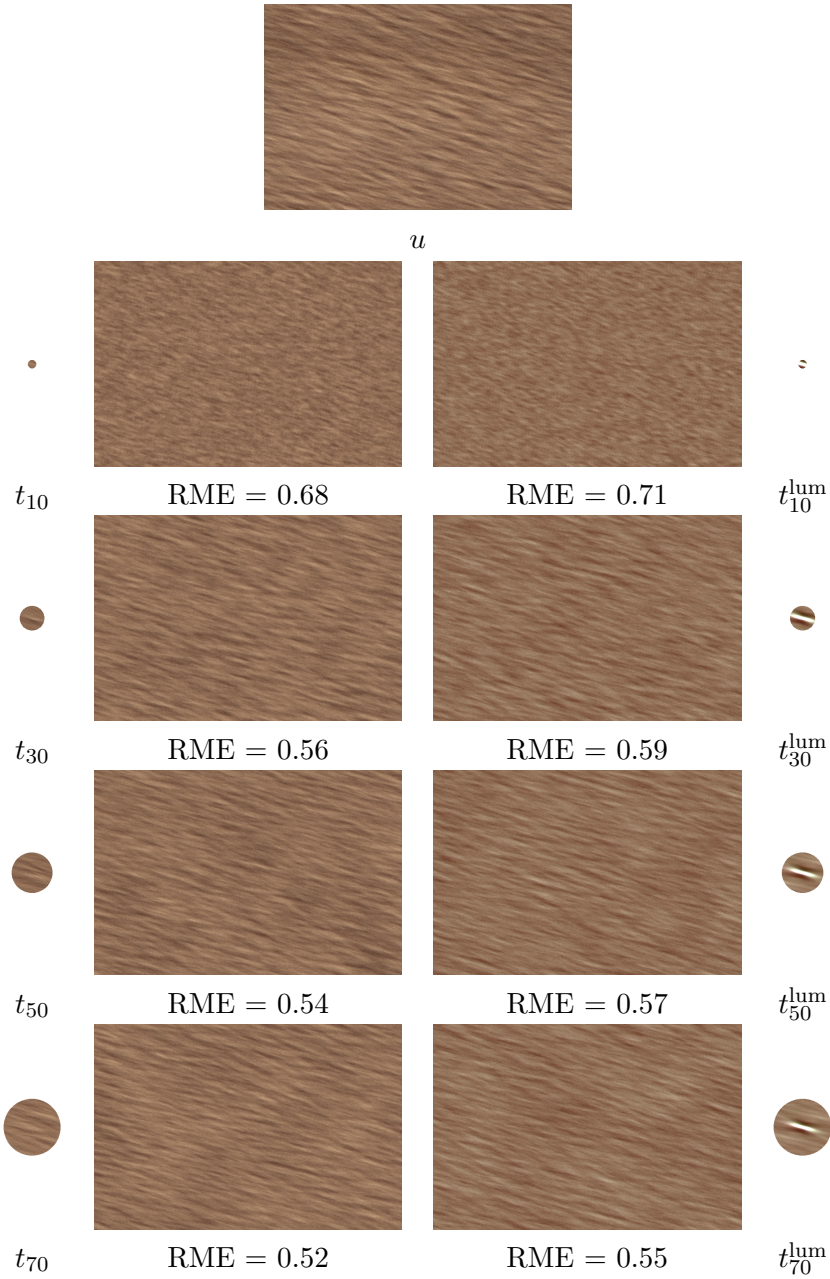 u
t₁₀ RME = 0.68 RME = 0.71 t₁₀ˡᵘᵐ
t₃₀ RME = 0.56 RME = 0.59 t₃₀ˡᵘᵐ
t₅₀ RME = 0.54 RME = 0.57 t₅₀ˡᵘᵐ
t₇₀ RME = 0.52 RME = 0.55 t₇₀ˡᵘᵐ